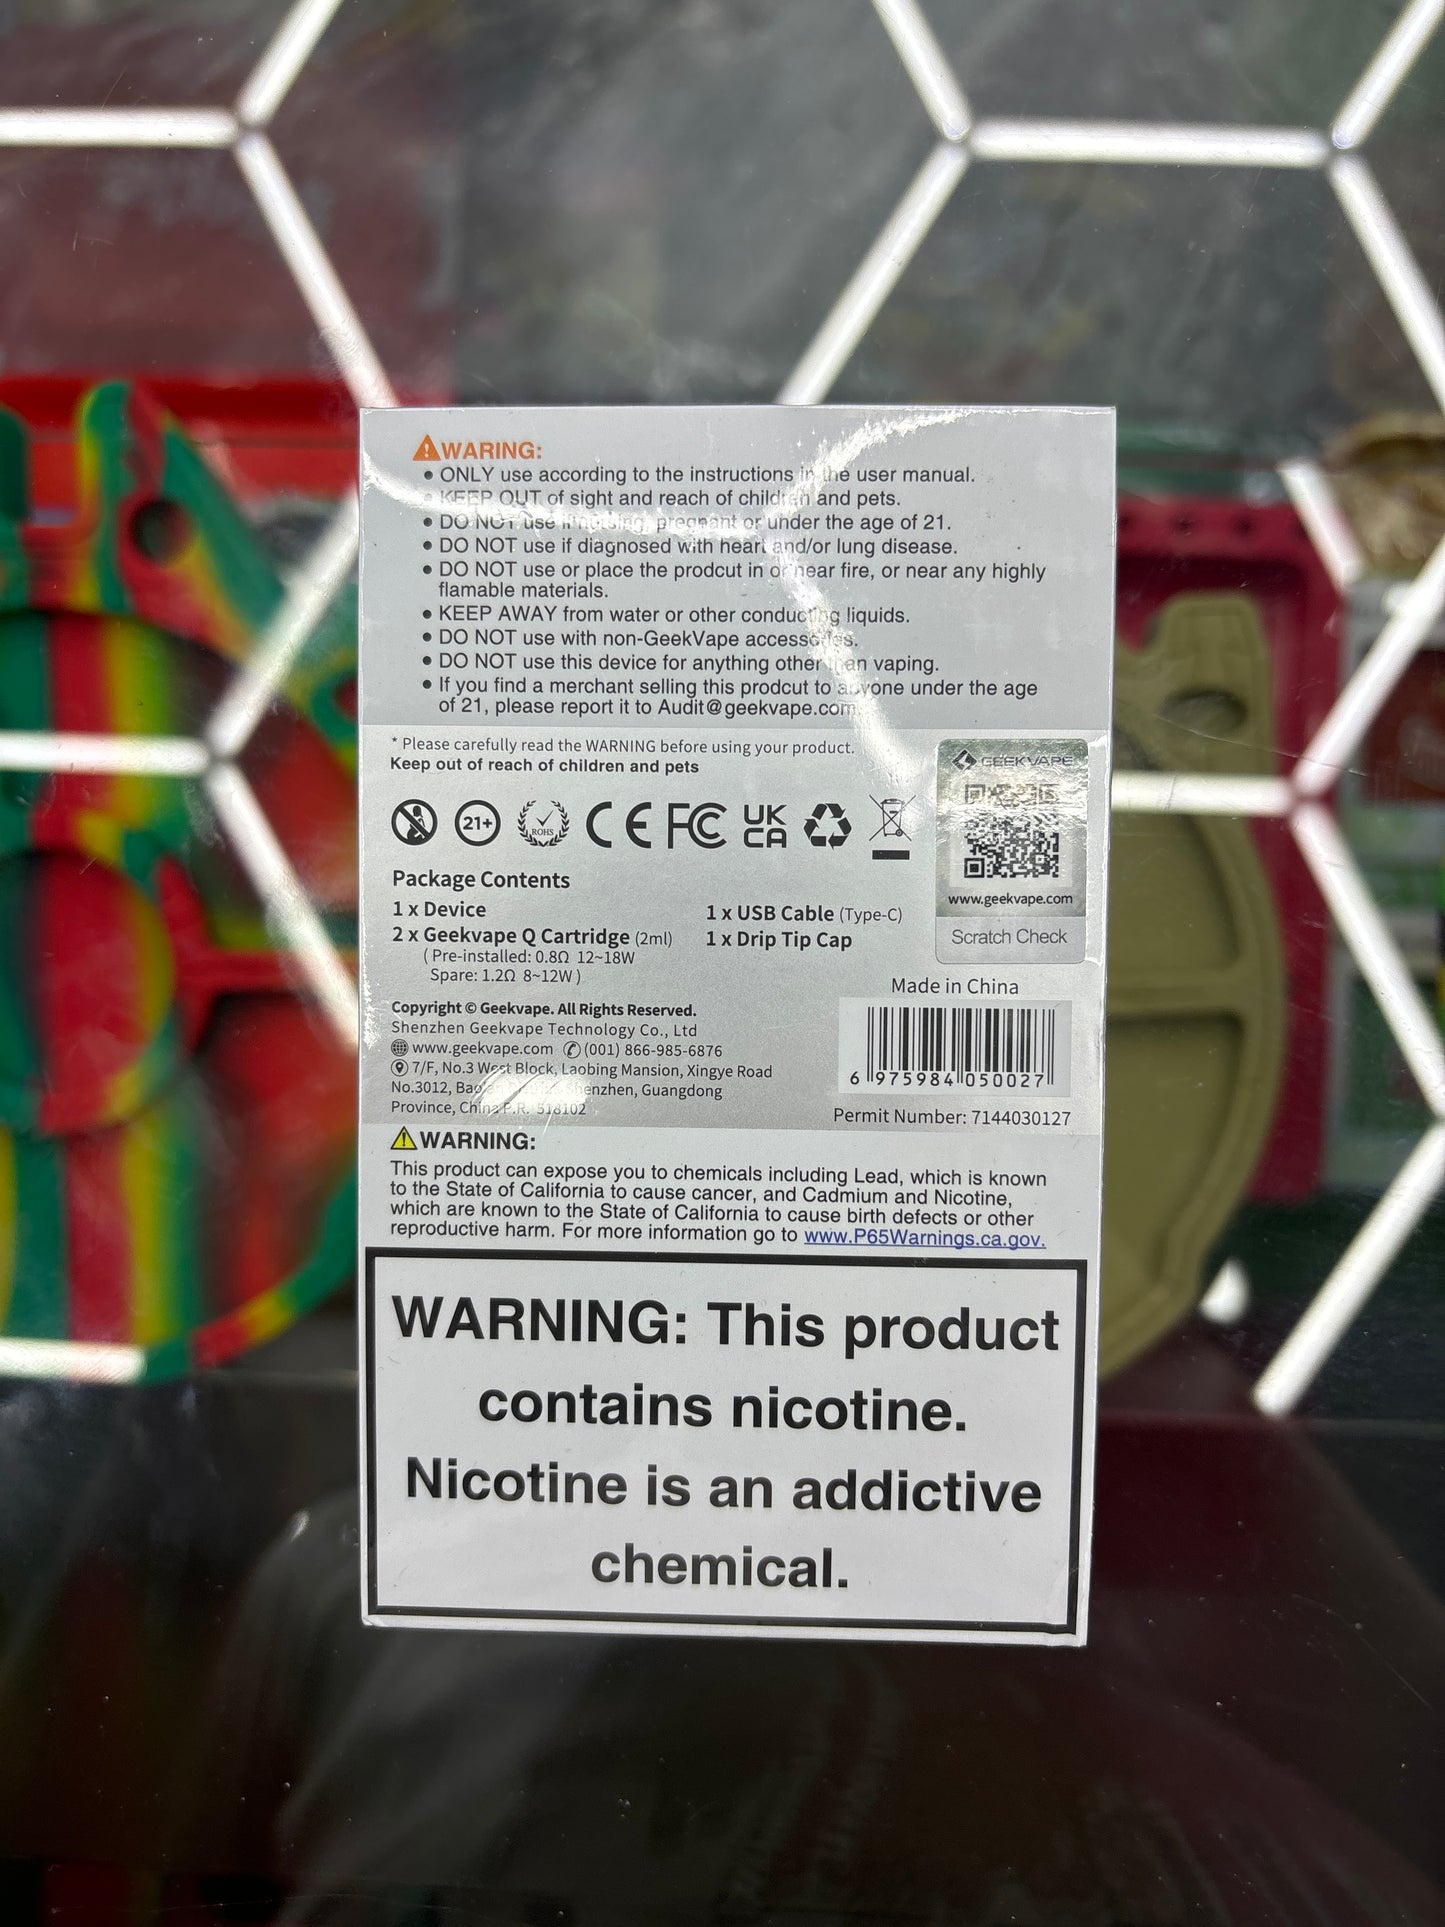 WARING:
• ONLY use according to the instructions in the user manual.
• KEEP OUT of sight and reach of children and pets.
• DO NOT use if nursing, pregnant or under the age of 21.
• DO NOT use if diagnosed with heart and/or lung disease.
• DO NOT use or place the prodcut in or near fire, or near any highly
flamable materials.
• KEEP AWAY from water or other conducting liquids.
• DO NOT use with non-GeekVape accessories.
• DO NOT use this device for anything other than vaping.
• If you find a merchant selling this prodcut to anyone under the age
of 21, please report it to Audit@geekvape.com.
* Please carefully read the WARNING before using your product.
Keep out of reach of children and pets
GEEKVAPE
21+
ROHS
CE FC UK
CA
www.geekvape.com
Scratch Check
Package Contents
1 x Device
2 x Geekvape Q Cartridge (2ml)
( Pre-installed: 0.8Ω 12~18W
Spare: 1.2Ω 8~12W )
1 x USB Cable (Type-C)
1 x Drip Tip Cap
Made in China
Copyright © Geekvape. All Rights Reserved.
Shenzhen Geekvape Technology Co., Ltd
www.geekvape.com (001) 866-985-6876
7/F, No.3 West Block, Laobing Mansion, Xingye Road
No.3012, Shenzhen, Guangdong
Province, China P.R. 518102
6 975984 050027
Permit Number: 7144030127
WARNING:
This product can expose you to chemicals including Lead, which is known
to the State of California to cause cancer, and Cadmium and Nicotine,
which are known to the State of California to cause birth defects or other
reproductive harm. For more information go to www.P65Warnings.ca.gov.
WARNING: This product
contains nicotine.
Nicotine is an addictive
chemical.